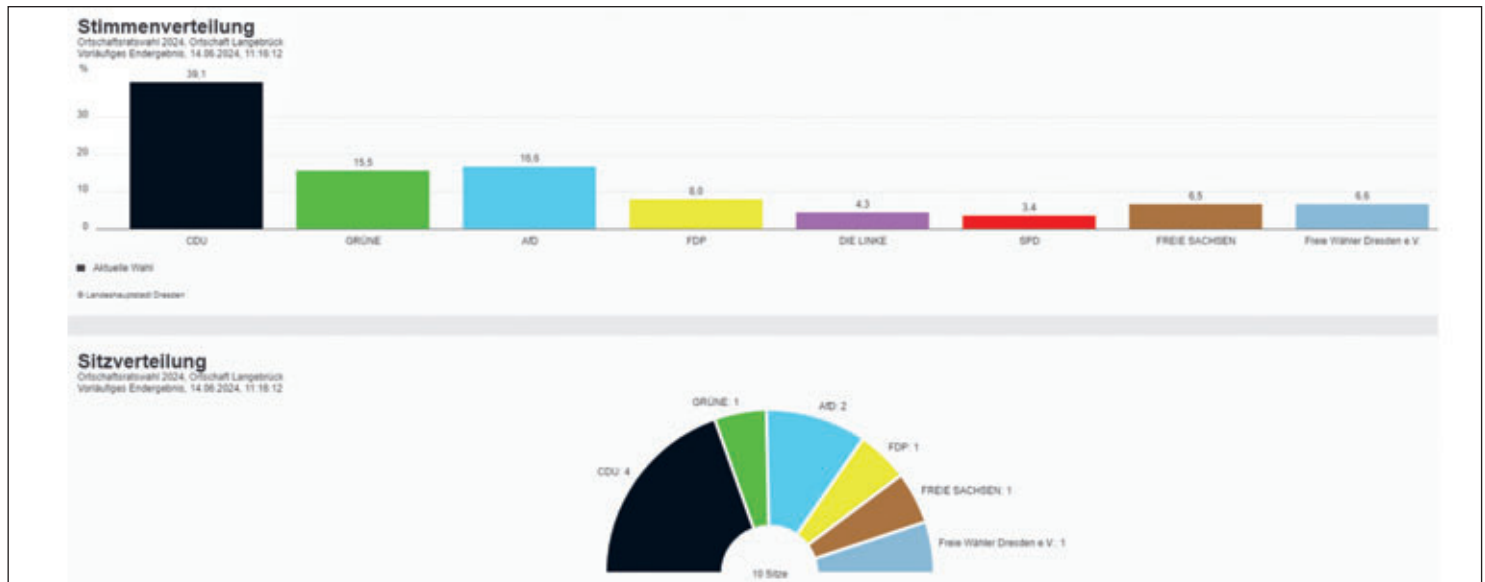 Stimmenverteilung
Ortschaftsratswahl 2024, Ortschaft Langebrück
Vorläufiges Endergebnis, 14.06.2024, 11:16:12
%
39,1
30
20
15,5
16,6
10
8,0
4,3
3,4
6,5
6,6
0
CDU GRÜNE AfD FDP DIE LINKE SPD FREIE SACHSEN Freie Wähler Dresden e.V.
Aktuelle Wahl
© Landeshauptstadt Dresden
Sitzverteilung
Ortschaftsratswahl 2024, Ortschaft Langebrück
Vorläufiges Endergebnis, 14.06.2024, 11:16:12
GRÜNE: 1
AfD: 2
FDP: 1
CDU: 4
FREIE SACHSEN: 1
Freie Wähler Dresden e.V.: 1
10 Sitze